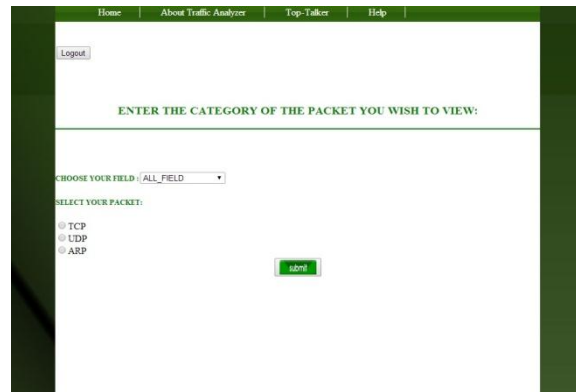 Home About Traffic Analyzer Top-Talker Help
Logout
ENTER THE CATEGORY OF THE PACKET YOU WISH TO VIEW:
CHOOSE YOUR FIELD : ALL_FIELD
SELECT YOUR PACKET:
TCP
UDP
ARP
submit